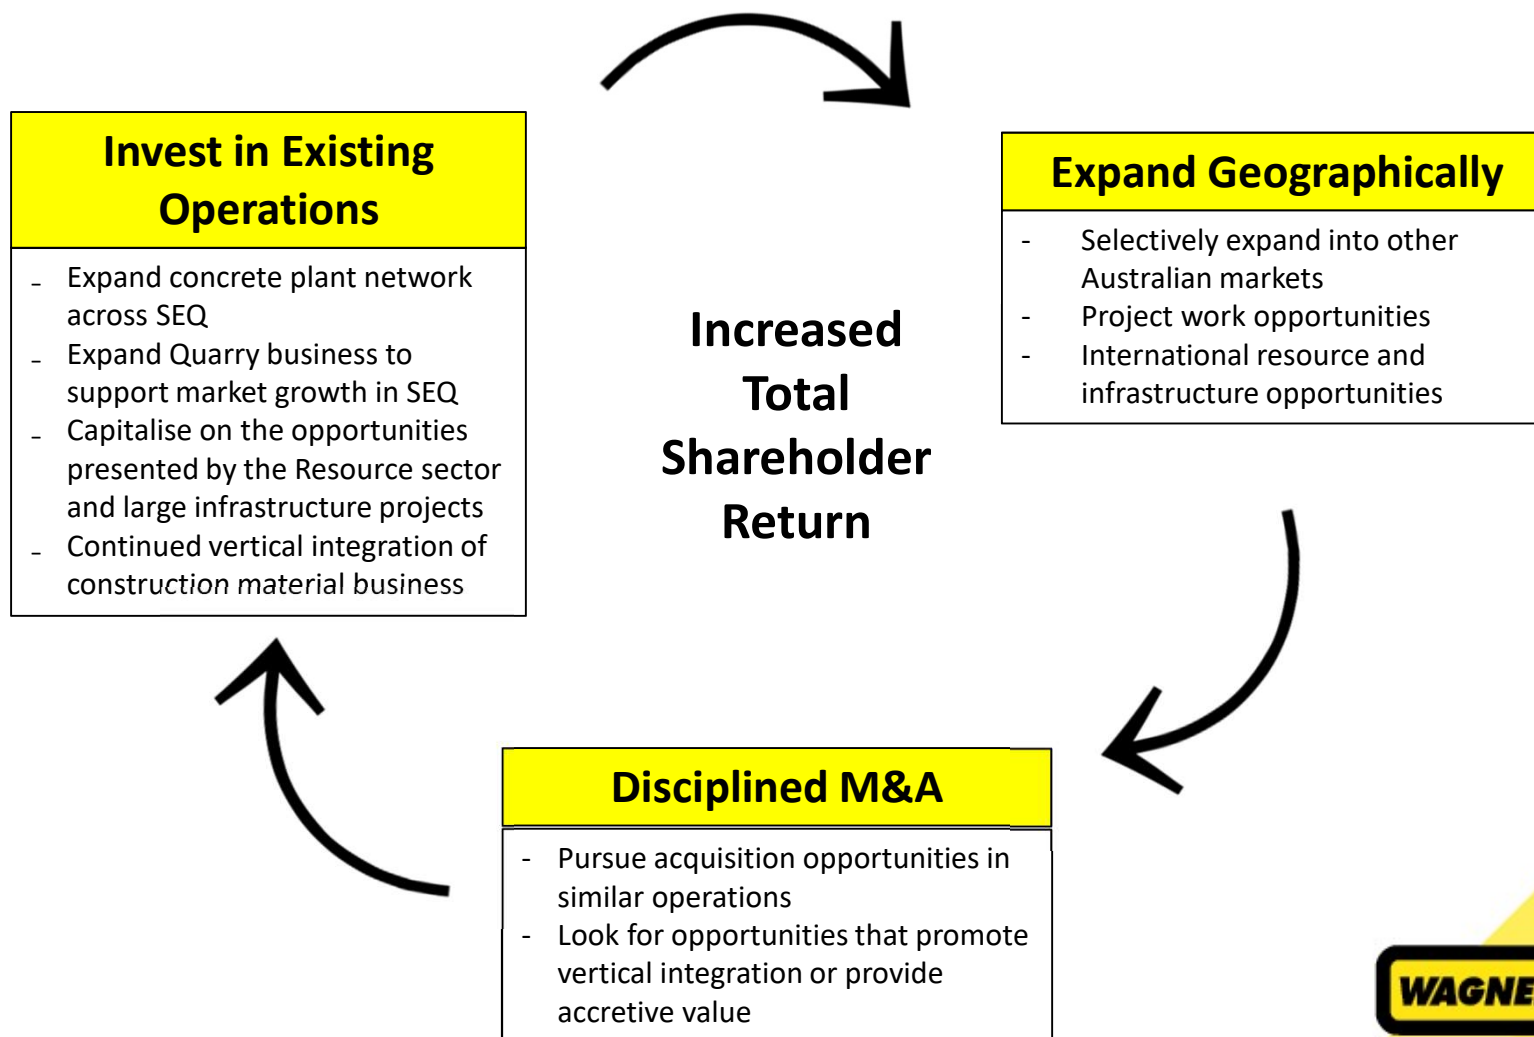 Invest in Existing
Operations
- Expand concrete plant network
across SEQ
- Expand Quarry business to
support market growth in SEQ
- Capitalise on the opportunities
presented by the Resource sector
and large infrastructure projects
- Continued vertical integration of
construction material business
Increased
Total
Shareholder
Return
Expand Geographically
- Selectively expand into other
Australian markets
- Project work opportunities
- International resource and
infrastructure opportunities
Disciplined M&A
- Pursue acquisition opportunities in
similar operations
- Look for opportunities that promote
vertical integration or provide
accretive value
WAGNE